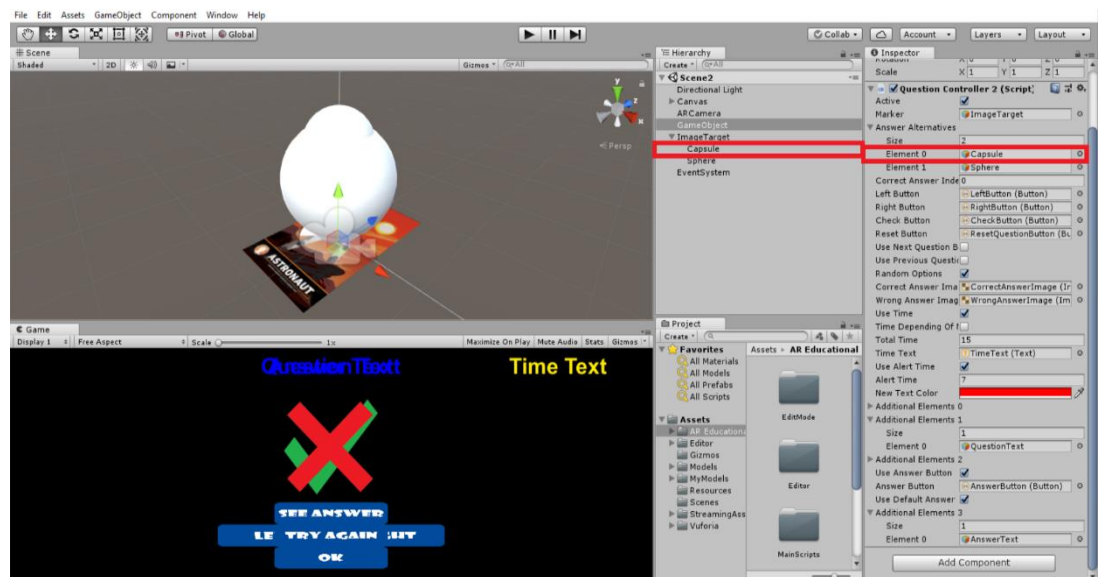 File Edit Assets GameObject Component Window Help
Pivot Global Collab Account Layers Layout
Scene
Shaded 2D Gizmos All
y
z
x
Persp
ASTRONAUT
Game
Display 1 Free Aspect Scale 1x Maximize On Play Mute Audio Stats Gizmos
Time Text
SEE ANSWER
LE TRY AGAIN HT
OK
Hierarchy
Create All
Scene2
Directional Light
Canvas
ARCamera
GameObject
ImageTarget
Capsule
Sphere
EventSystem
Project
Create
Favorites
All Materials
All Models
All Prefabs
All Scripts
Assets
AR Educationa
Editor
Gizmos
Models
MyModels
Resources
Scenes
StreamingAss
Vuforia
Assets AR Educational
EditMode
Editor
MainScripts
Inspector
Rotation X 0 Y 0 Z 0
Scale X 1 Y 1 Z 1
Question Controller 2 (Script)
Active
Marker ImageTarget
Answer Alternatives
Size 2
Element 0 Capsule
Element 1 Sphere
Correct Answer Inde 0
Left Button LeftButton (Button)
Right Button RightButton (Button)
Check Button CheckButton (Button)
Reset Button ResetQuestionButton (Bu
Use Next Question B
Use Previous Questio
Random Options
Correct Answer Ima CorrectAnswerImage (Ir
Wrong Answer Imag WrongAnswerImage (Im
Use Time
Time Depending Of
Total Time 15
Time Text TimeText (Text)
Use Alert Time
Alert Time 7
New Text Color
Additional Elements 0
Additional Elements 1
Size 1
Element 0 QuestionText
Additional Elements 2
Use Answer Button
Answer Button AnswerButton (Button)
Use Default Answer
Additional Elements 3
Size 1
Element 0 AnswerText
Add Component